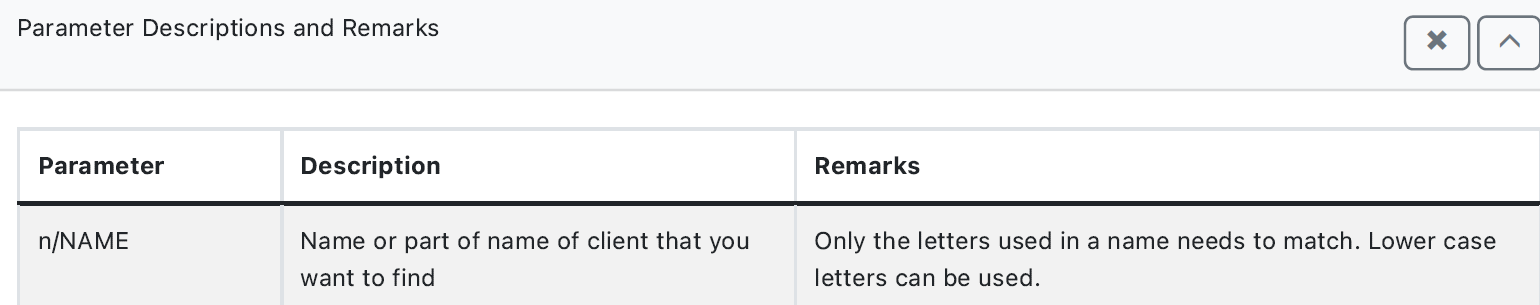 Parameter Descriptions and Remarks
Parameter Description Remarks
n/NAME Name or part of name of client that you Only the letters used in a name needs to match. Lower case
want to find letters can be used.